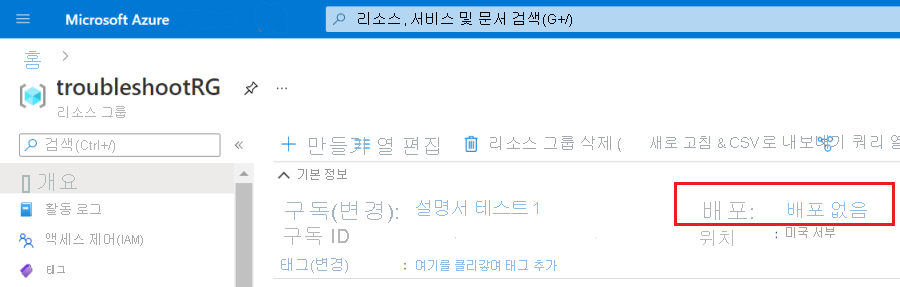 Microsoft Azure
리소스, 서비스 및 문서 검색(G+/)
홈
troubleshootRG
리소스 그룹
검색(Ctrl+/)
만들기 열 편집 리소스 그룹 삭제 ( 새로 고침 & CSV로 내보내기 쿼리 열
기본 정보
개요
구독(변경): 설명서 테스트 1 배포: 배포 없음
활동 로그
구독 ID 위치 : 미국 서부
액세스 제어(IAM)
태그(변경) : 여기를 클릭하여 태그 추가
태그